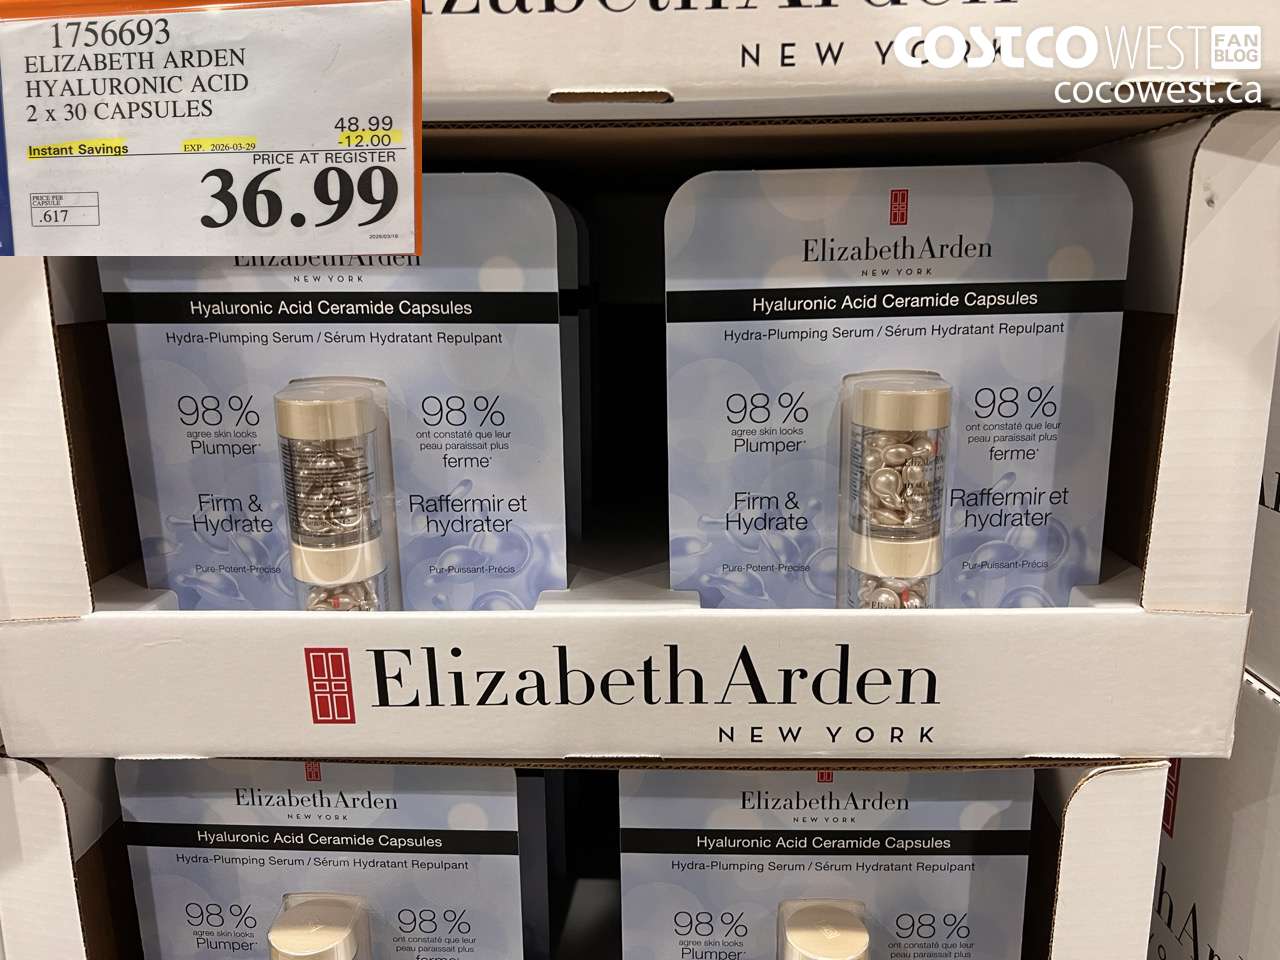 ElizabethArden
NEW YORK
COSTCO WEST FAN BLOG
cocowest.ca
1756693
ELIZABETH ARDEN
HYALURONIC ACID
2 x 30 CAPSULES
48.99
Instant Savings EXP. 2026-03-29 -12.00
PRICE AT REGISTER
36.99
PRICE PER
CAPSULE
.617
ElizabethArden
NEW YORK
Hyaluronic Acid Ceramide Capsules
Hydra-Plumping Serum / Sérum Hydratant Repulpant
98%
agree skin looks
Plumper*
Firm &
Hydrate
Pure-Potent-Precise
98%
ont constaté que leur
peau paraissait plus
ferme*
Raffermir et
hydrater
Pur-Puissant-Précis
ElizabethArden
NEW YORK
Hyaluronic Acid Ceramide Capsules
Hydra-Plumping Serum / Sérum Hydratant Repulpant
98%
agree skin looks
Plumper*
Firm &
Hydrate
Pure-Potent-Precise
98%
ont constaté que leur
peau paraissait plus
ferme*
Raffermir et
hydrater
Pur-Puissant-Précis
ElizabethArden
NEW YORK
ElizabethArden
NEW YORK
Hyaluronic Acid Ceramide Capsules
Hydra-Plumping Serum / Sérum Hydratant Repulpant
98%
agree skin looks
Plumper*
98%
ont constaté que leur
peau paraissait plus
ferme*
ElizabethArden
NEW YORK
Hyaluronic Acid Ceramide Capsules
Hydra-Plumping Serum / Sérum Hydratant Repulpant
98%
agree skin looks
Plumper*
98%
ont constaté que leur
peau paraissait plus